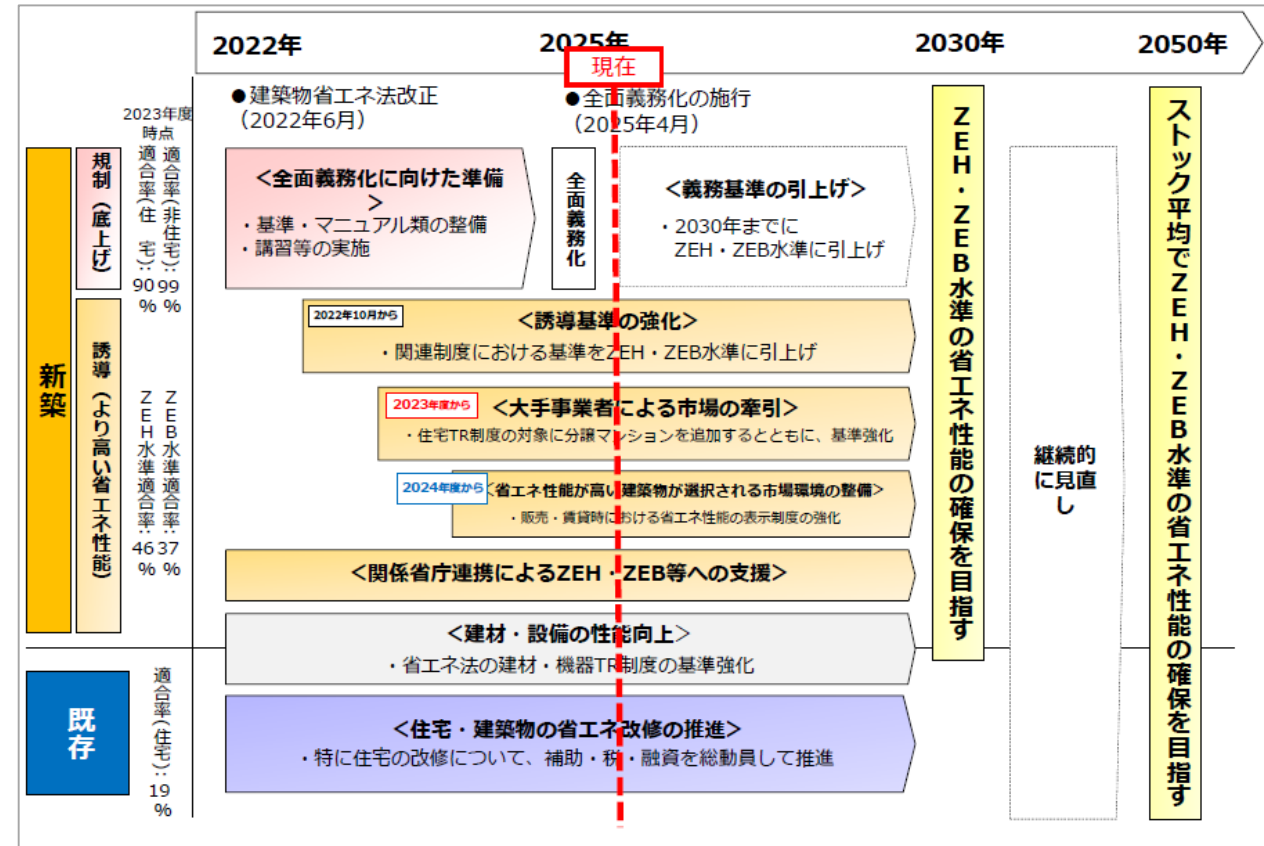 2022年
2025年
2030年
2050年
現在
●建築物省エネ法改正
（2022年6月）
●全面義務化の施行
（2025年4月）
2023年度
時点
適合率(非住宅):99%
適合率(住　宅):90%
新築
規制（底上げ）
＜全面義務化に向けた準備
＞
・基準・マニュアル類の整備
・講習等の実施
全面義務化
＜義務基準の引上げ＞
・2030年までに
ZEH・ZEB水準に引上げ
誘導（より高い省エネ性能）
ZEB水準適合率:37%
ZEH水準適合率:46%
2022年10月から
＜誘導基準の強化＞
・関連制度における基準をZEH・ZEB水準に引上げ
2023年度から
＜大手事業者による市場の牽引＞
・住宅TR制度の対象に分譲マンションを追加するとともに、基準強化
2024年度から
＜省エネ性能が高い建築物が選択される市場環境の整備＞
・販売・賃貸時における省エネ性能の表示制度の強化
＜関係省庁連携によるZEH・ZEB等への支援＞
＜建材・設備の性能向上＞
・省エネ法の建材・機器TR制度の基準強化
既存
適合率(住宅):19%
＜住宅・建築物の省エネ改修の推進＞
・特に住宅の改修について、補助・税・融資を総動員して推進
ZEH・ZEB水準の省エネ性能の確保を目指す
継続的
に見直
し
ストック平均でZEH・ZEB水準の省エネ性能の確保を目指す